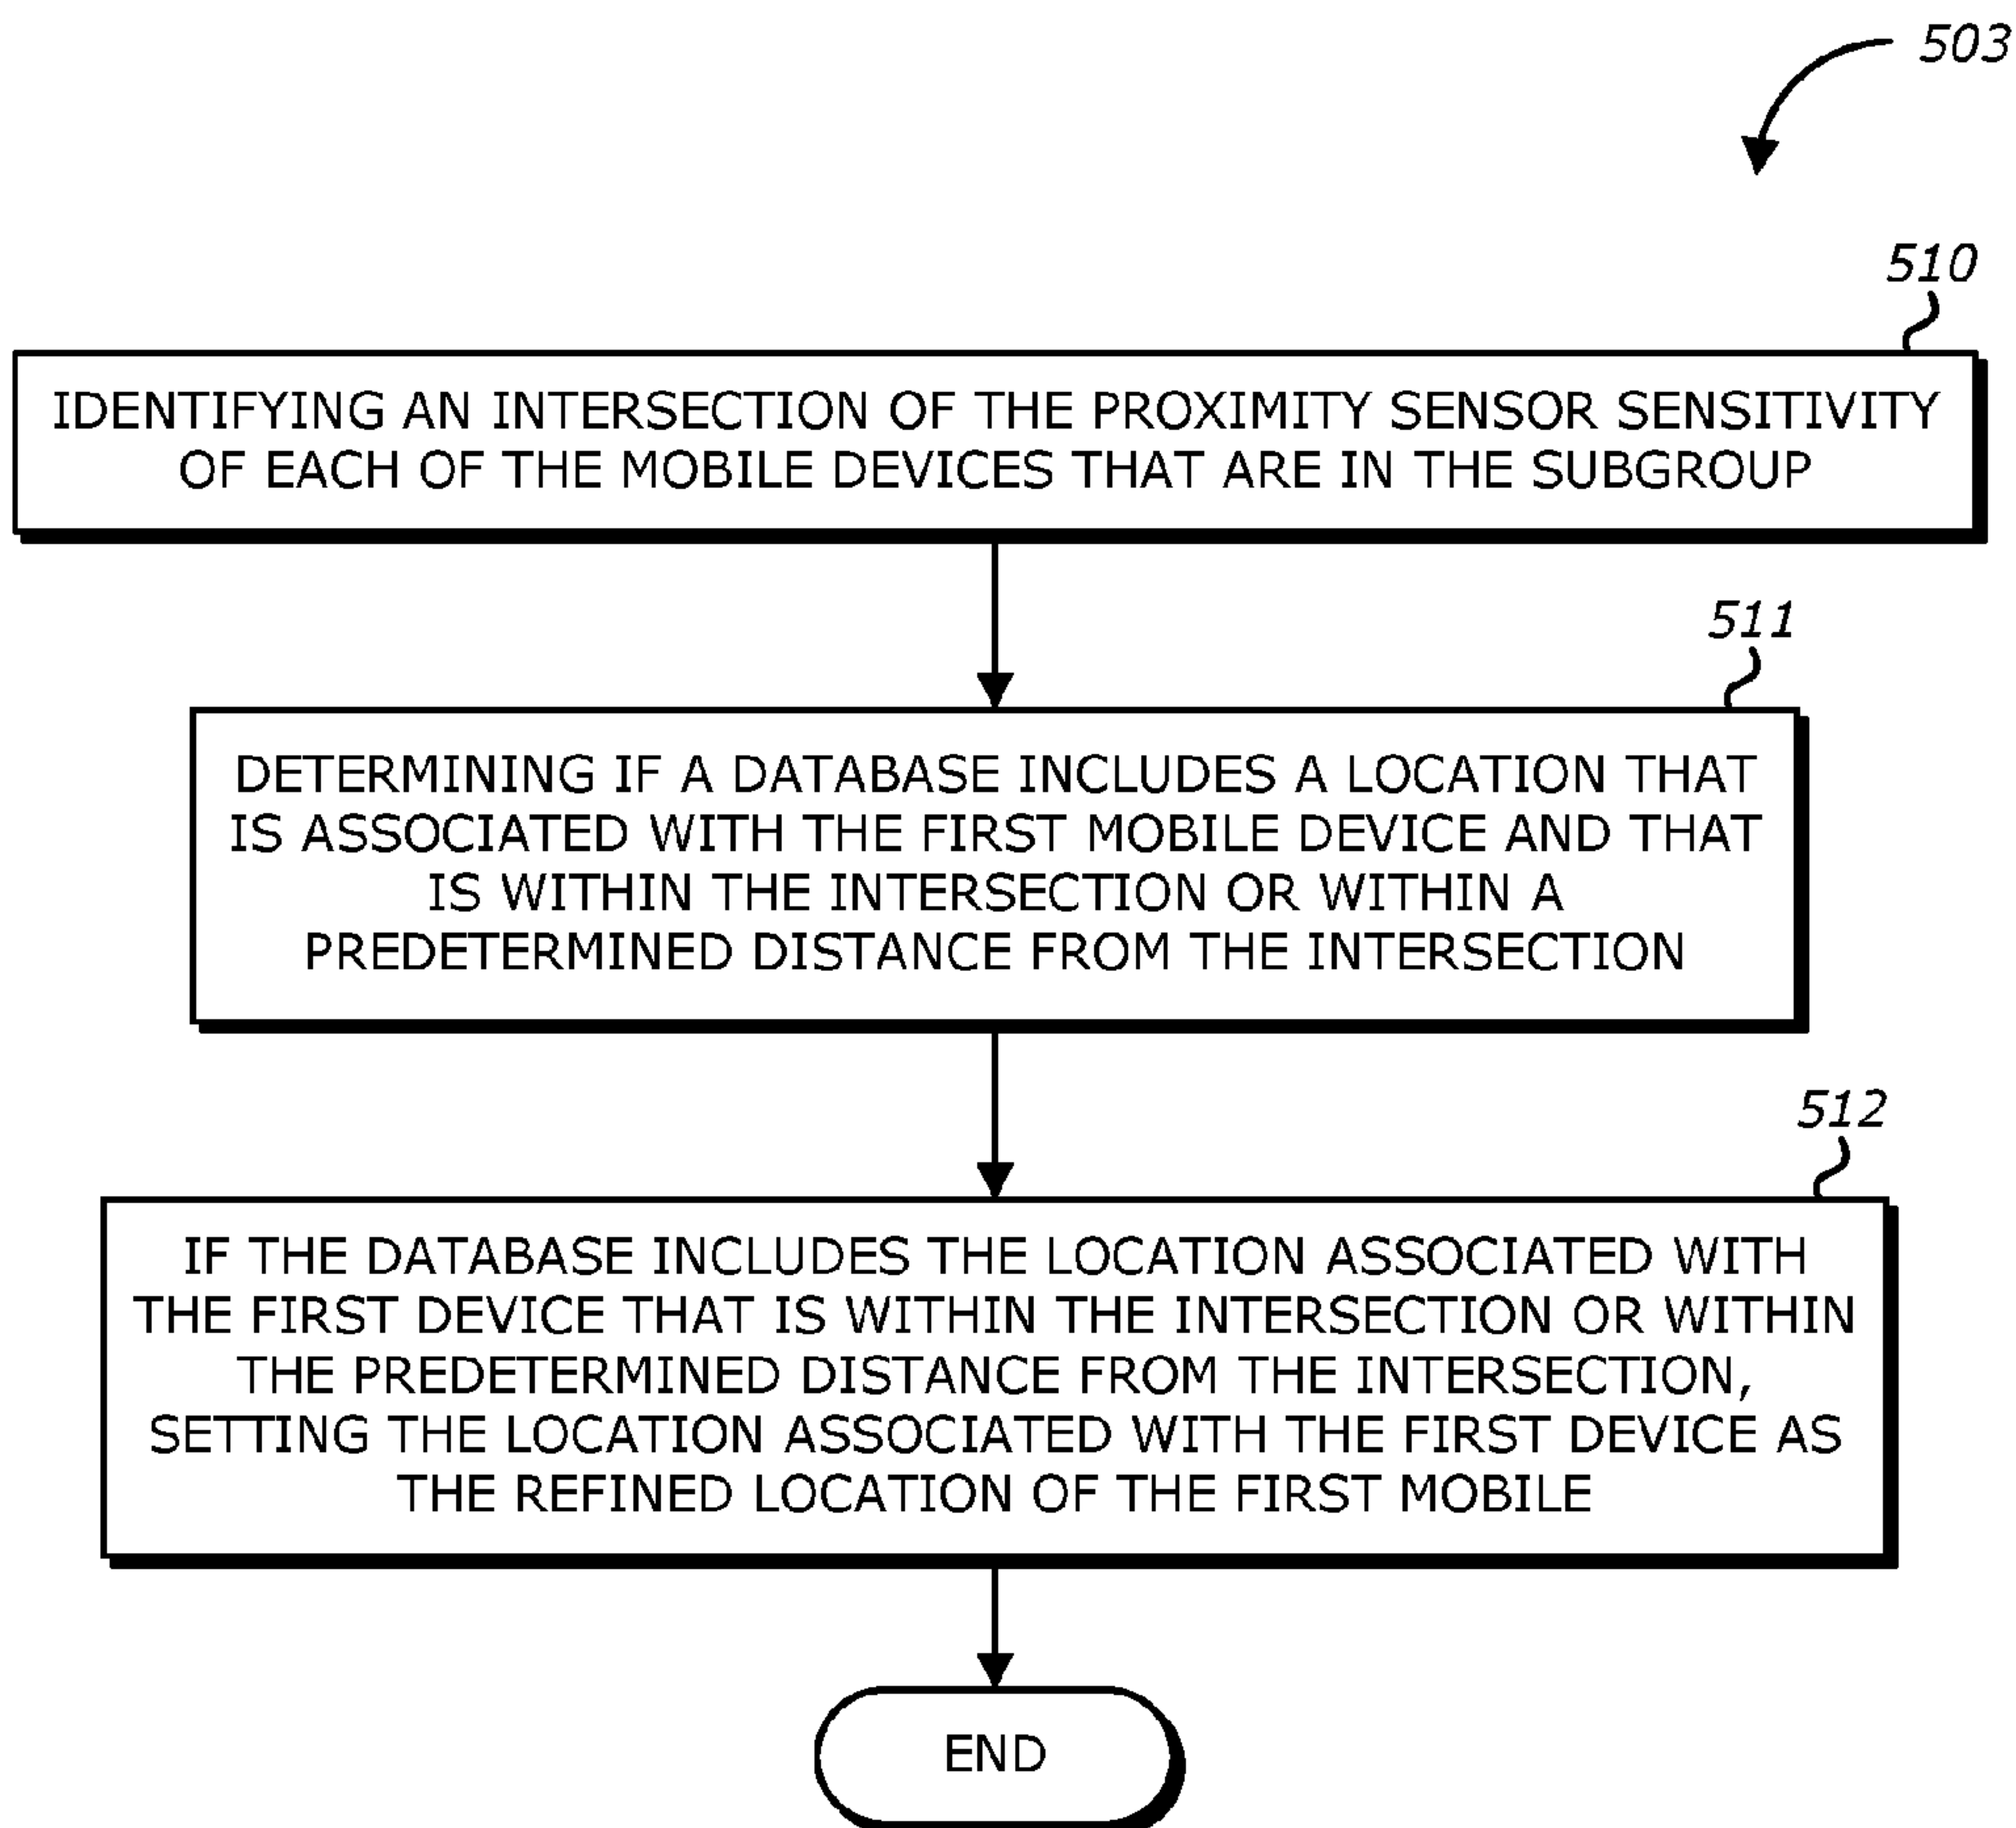 503
510
IDENTIFYING AN INTERSECTION OF THE PROXIMITY SENSOR SENSITIVITY
OF EACH OF THE MOBILE DEVICES THAT ARE IN THE SUBGROUP
511
DETERMINING IF A DATABASE INCLUDES A LOCATION THAT
IS ASSOCIATED WITH THE FIRST MOBILE DEVICE AND THAT
IS WITHIN THE INTERSECTION OR WITHIN A
PREDETERMINED DISTANCE FROM THE INTERSECTION
512
IF THE DATABASE INCLUDES THE LOCATION ASSOCIATED WITH
THE FIRST DEVICE THAT IS WITHIN THE INTERSECTION OR WITHIN
THE PREDETERMINED DISTANCE FROM THE INTERSECTION,
SETTING THE LOCATION ASSOCIATED WITH THE FIRST DEVICE AS
THE REFINED LOCATION OF THE FIRST MOBILE
END